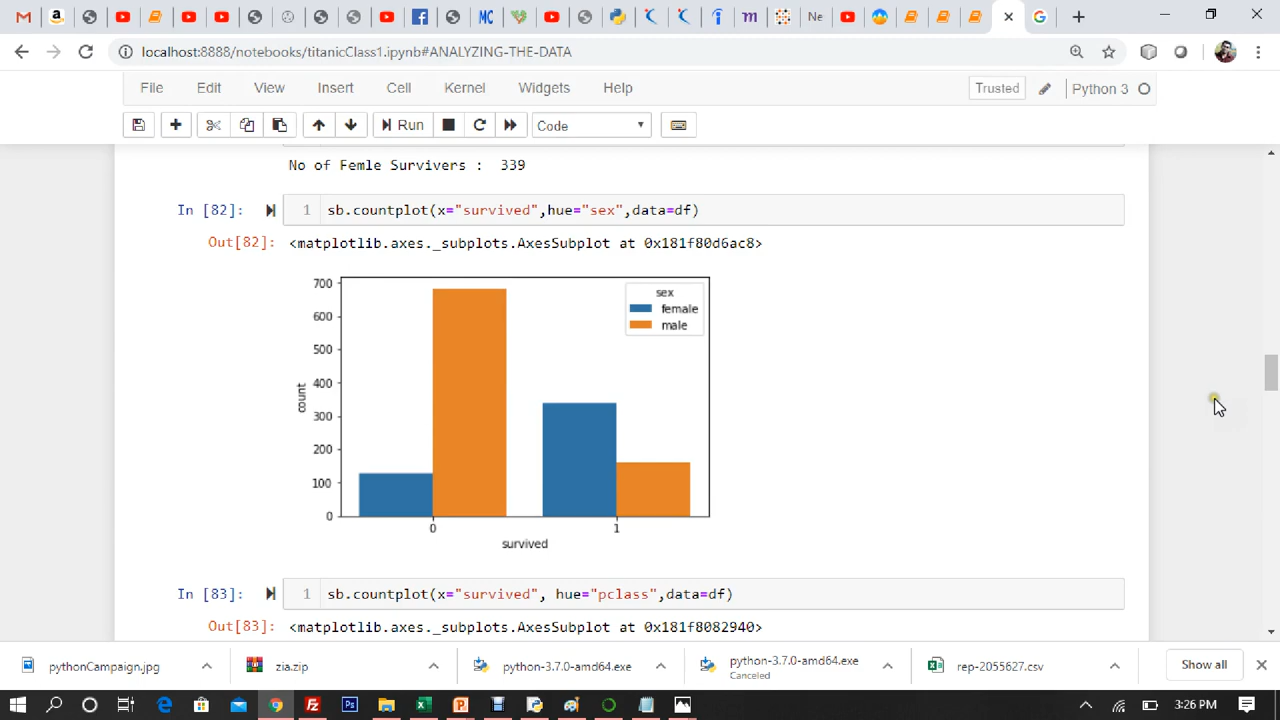 MC
Ne
localhost:8888/notebooks/titanicClass1.ipynb#ANALYZING-THE-DATA
File Edit View Insert Cell Kernel Widgets Help Trusted Python 3
Run Code
No of Femle Survivers : 339
In [82]: 1 sb.countplot(x="survived",hue="sex",data=df)
Out[82]: <matplotlib.axes._subplots.AxesSubplot at 0x181f80d6ac8>
700
600
500
400
300
200
100
0
count
sex
female
male
0 1
survived
In [83]: 1 sb.countplot(x="survived", hue="pclass",data=df)
Out[83]: <matplotlib.axes._subplots.AxesSubplot at 0x181f8082940>
pythonCampaign.jpg
zia.zip
python-3.7.0-amd64.exe
python-3.7.0-amd64.exe
Canceled
rep-2055627.csv
Show all
3:26 PM